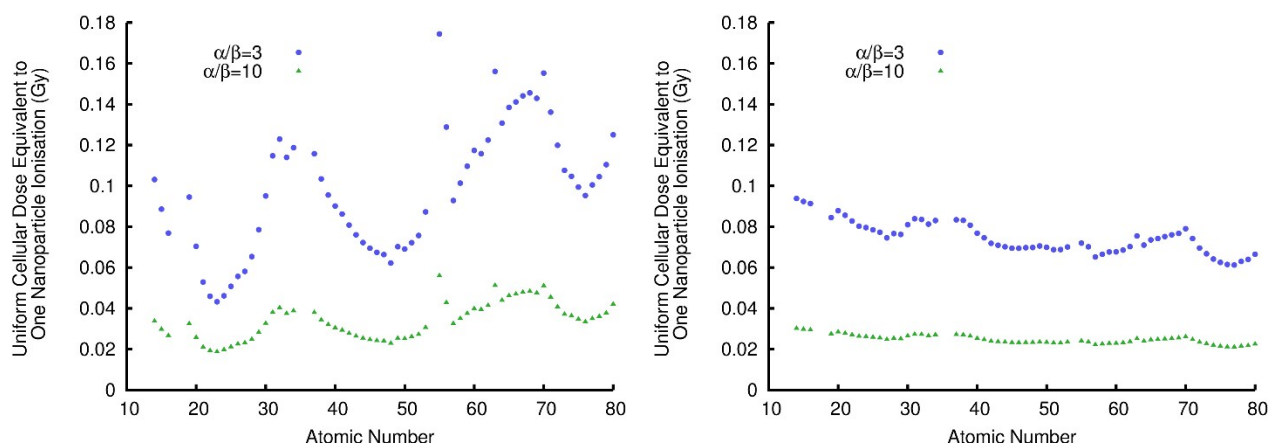 Uniform Cellular Dose Equivalent to
One Nanoparticle Ionisation (Gy)
0.18
0.16
0.14
0.12
0.1
0.08
0.06
0.04
0.02
0
α/β=3
α/β=10
10 20 30 40 50 60 70 80
Atomic Number
Uniform Cellular Dose Equivalent to
One Nanoparticle Ionisation (Gy)
0.18
0.16
0.14
0.12
0.1
0.08
0.06
0.04
0.02
0
α/β=3
α/β=10
10 20 30 40 50 60 70 80
Atomic Number